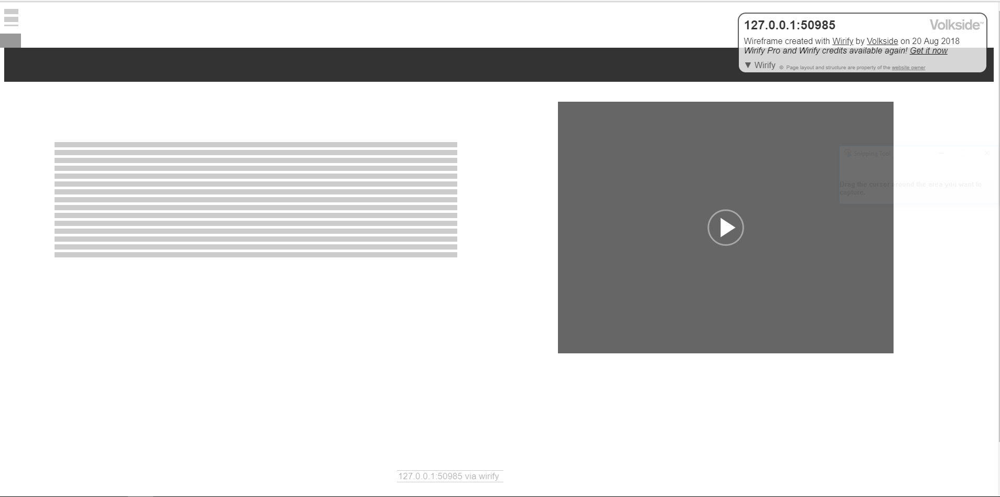 127.0.0.1:50985
Volkside™
Wireframe created with Wirify by Volkside on 20 Aug 2018
Wirify Pro and Wirify credits available again! Get it now
▼ Wirify © Page layout and structure are property of the website owner
Snipping Tool
Drag the cursor around the area you want to
capture.
127.0.0.1:50985 via wirify